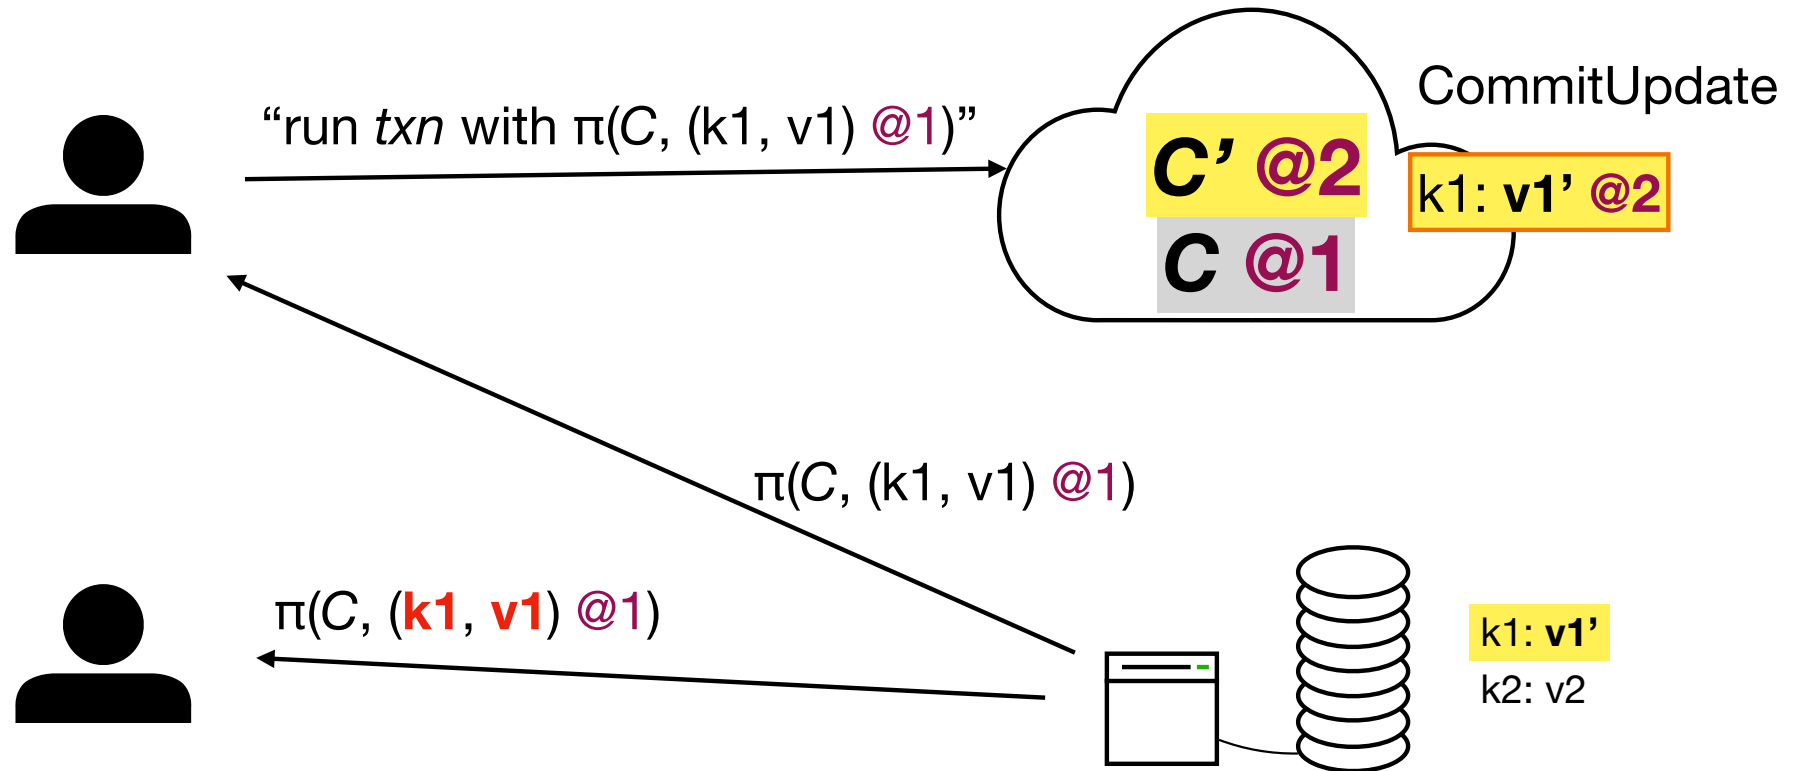 CommitUpdate
“run txn with π(C, (k1, v1) @1)”
C’ @2
k1: v1’ @2
C @1
π(C, (k1, v1) @1)
π(C, (k1, v1) @1)
k1: v1’
k2: v2